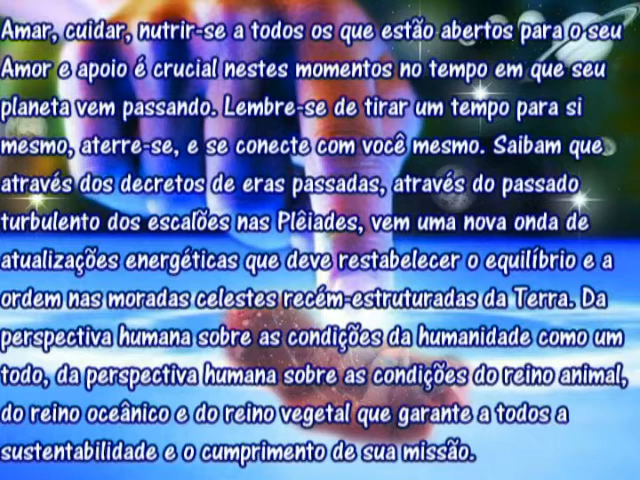 Amar, cuidar, nutrir-se a todos os que estão abertos para o seu
Amor e apoio é crucial nestes momentos no tempo em que seu
planeta vem passando. Lembre-se de tirar um tempo para si
mesmo, aterre-se, e se conecte com você mesmo. Saibam que
através dos decretos de eras passadas, através do passado
turbulento dos escalões nas Plêiades, vem uma nova onda de
atualizações energéticas que deve restabelecer o equilíbrio e a
ordem nas moradas celestes recém-estruturadas da Terra. Da
perspectiva humana sobre as condições da humanidade como um
todo, da perspectiva humana sobre as condições do reino animal,
do reino oceânico e do reino vegetal que garante a todos a
sustentabilidade e o cumprimento de sua missão.